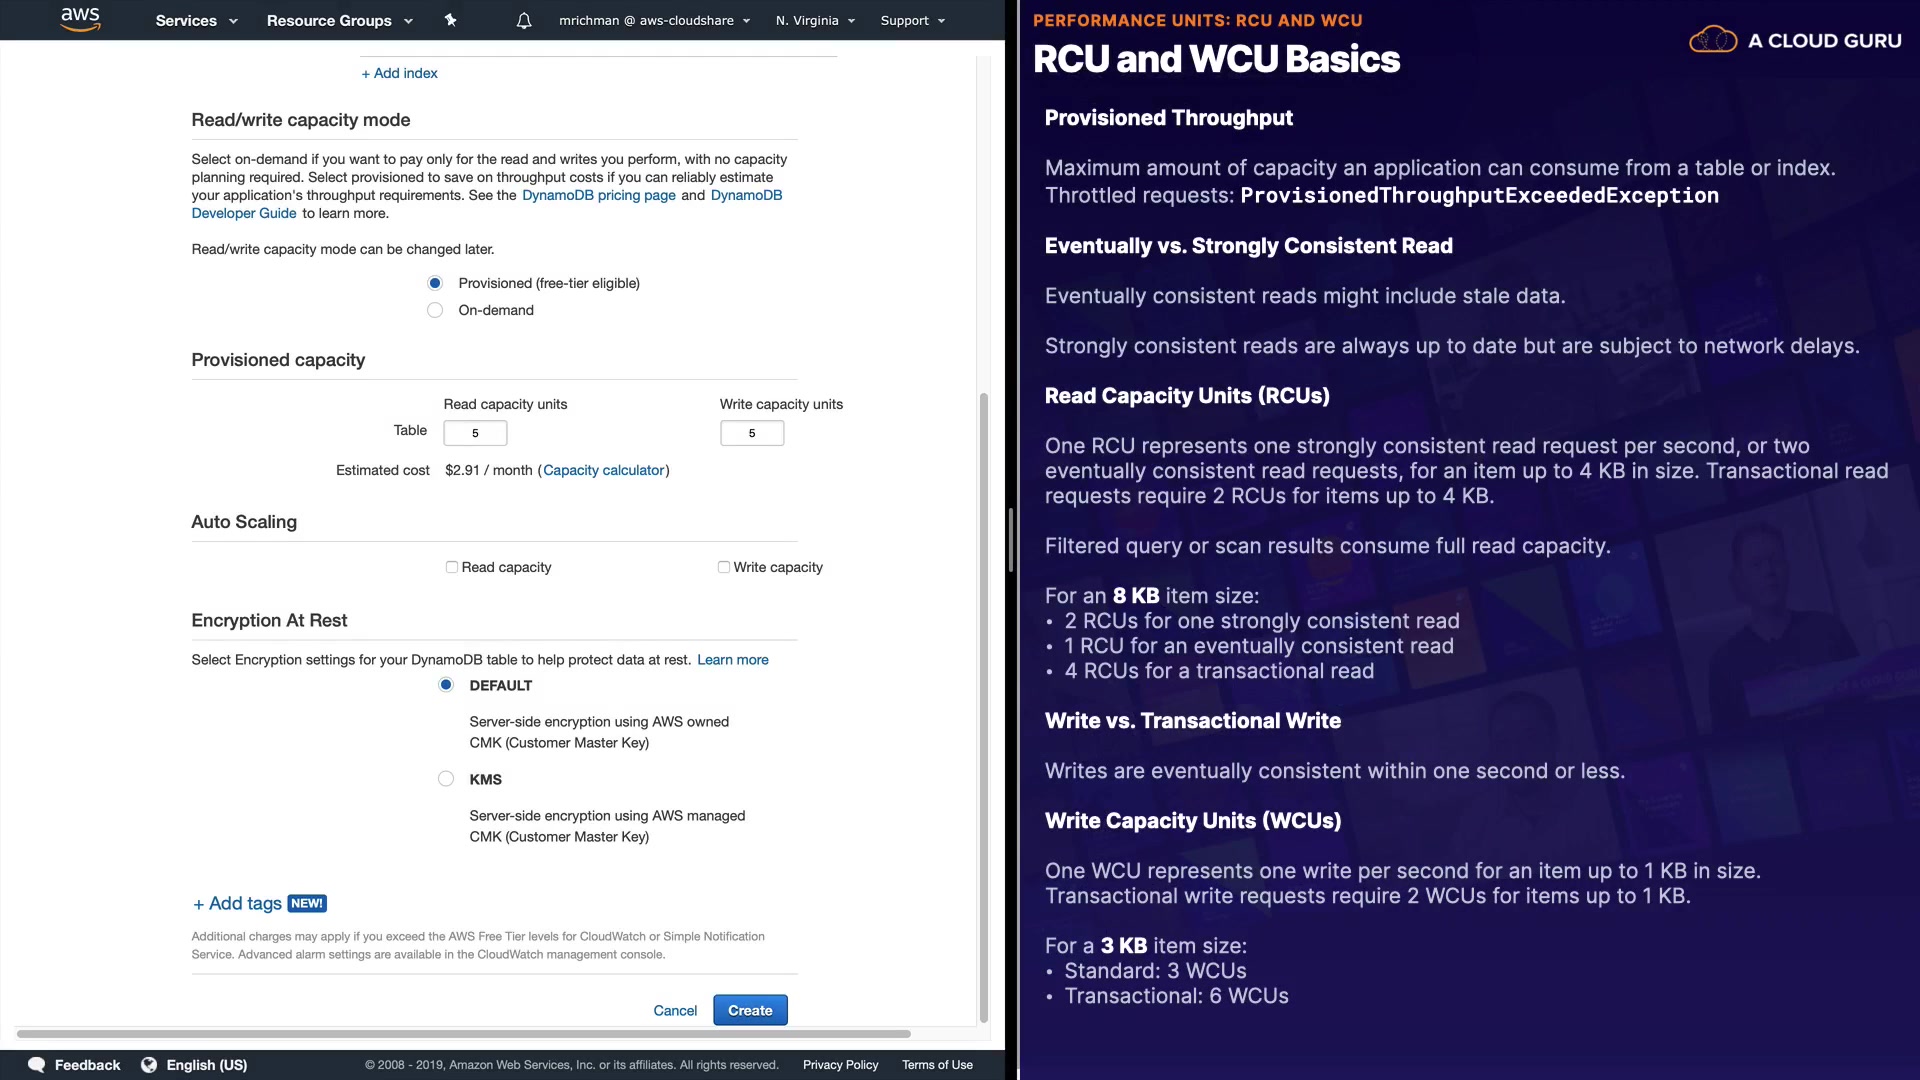 aws
Services
Resource Groups
mrichman @ aws-cloudshare
N. Virginia
Support
+ Add index
Read/write capacity mode
Select on-demand if you want to pay only for the read and writes you perform, with no capacity
planning required. Select provisioned to save on throughput costs if you can reliably estimate
your application's throughput requirements. See the DynamoDB pricing page and DynamoDB
Developer Guide to learn more.
Read/write capacity mode can be changed later.
Provisioned (free-tier eligible)
On-demand
Provisioned capacity
Read capacity units
Write capacity units
Table
5
5
Estimated cost $2.91 / month (Capacity calculator)
Auto Scaling
Read capacity
Write capacity
Encryption At Rest
Select Encryption settings for your DynamoDB table to help protect data at rest. Learn more
DEFAULT
Server-side encryption using AWS owned
CMK (Customer Master Key)
KMS
Server-side encryption using AWS managed
CMK (Customer Master Key)
+ Add tags NEW!
Additional charges may apply if you exceed the AWS Free Tier levels for CloudWatch or Simple Notification
Service. Advanced alarm settings are available in the CloudWatch management console.
Cancel
Create
Feedback
English (US)
© 2008 - 2019, Amazon Web Services, Inc. or its affiliates. All rights reserved.
Privacy Policy
Terms of Use
PERFORMANCE UNITS: RCU AND WCU
RCU and WCU Basics
A CLOUD GURU
Provisioned Throughput
Maximum amount of capacity an application can consume from a table or index.
Throttled requests: ProvisionedThroughputExceededException
Eventually vs. Strongly Consistent Read
Eventually consistent reads might include stale data.
Strongly consistent reads are always up to date but are subject to network delays.
Read Capacity Units (RCUs)
One RCU represents one strongly consistent read request per second, or two
eventually consistent read requests, for an item up to 4 KB in size. Transactional read
requests require 2 RCUs for items up to 4 KB.
Filtered query or scan results consume full read capacity.
For an 8 KB item size:
• 2 RCUs for one strongly consistent read
• 1 RCU for an eventually consistent read
• 4 RCUs for a transactional read
Write vs. Transactional Write
Writes are eventually consistent within one second or less.
Write Capacity Units (WCUs)
One WCU represents one write per second for an item up to 1 KB in size.
Transactional write requests require 2 WCUs for items up to 1 KB.
For a 3 KB item size:
• Standard: 3 WCUs
• Transactional: 6 WCUs